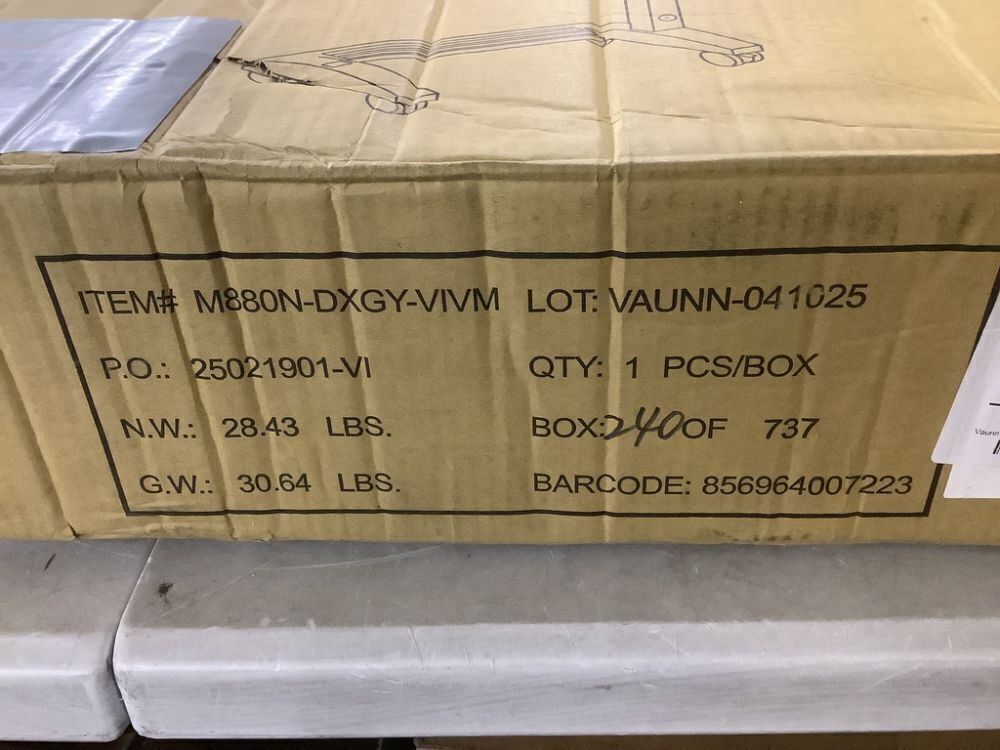 ITEM# M880N-DXGY-VIVM LOT: VAUNN-041025
P.O.: 25021901-VI QTY: 1 PCS/BOX
N.W.: 28.43 LBS. BOX:240 OF 737
G.W.: 30.64 LBS. BARCODE: 856964007223
Vaunn